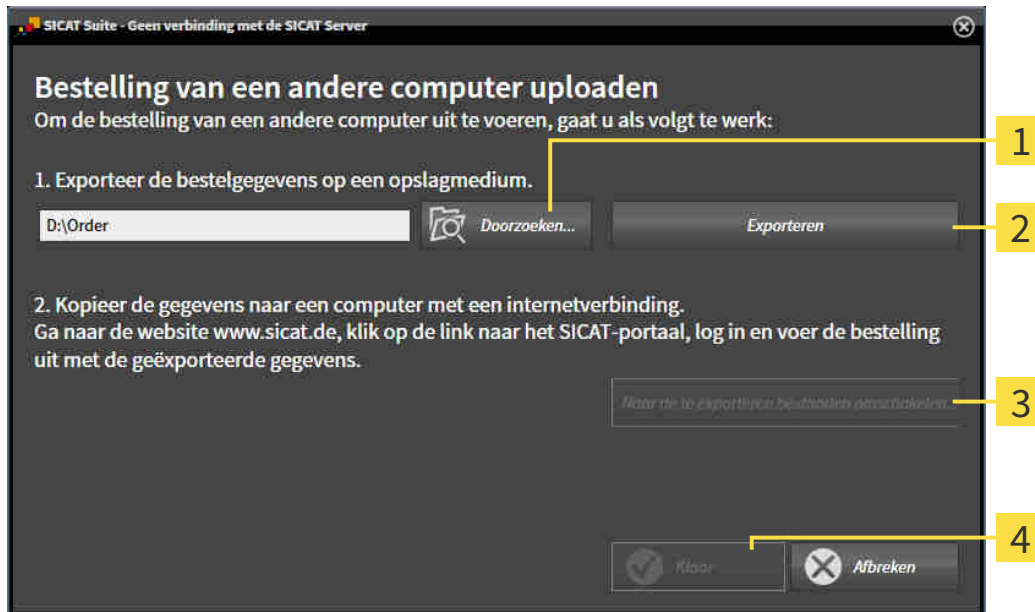 SICAT Suite - Geen verbinding met de SICAT Server
Bestelling van een andere computer uploaden
Om de bestelling van een andere computer uit te voeren, gaat u als volgt te werk:
1
1. Exporteer de bestelgegevens op een opslagmedium.
D:\Order
Doorzoeken...
Exporteren
2
2. Kopieer de gegevens naar een computer met een internetverbinding.
Ga naar de website www.sicat.de, klik op de link naar het SICAT-portaal, log in en voer de bestelling
uit met de geëxporteerde gegevens.
Naar de te exporteren bestanden omschakelen...
3
4
Klaar
Afbreken